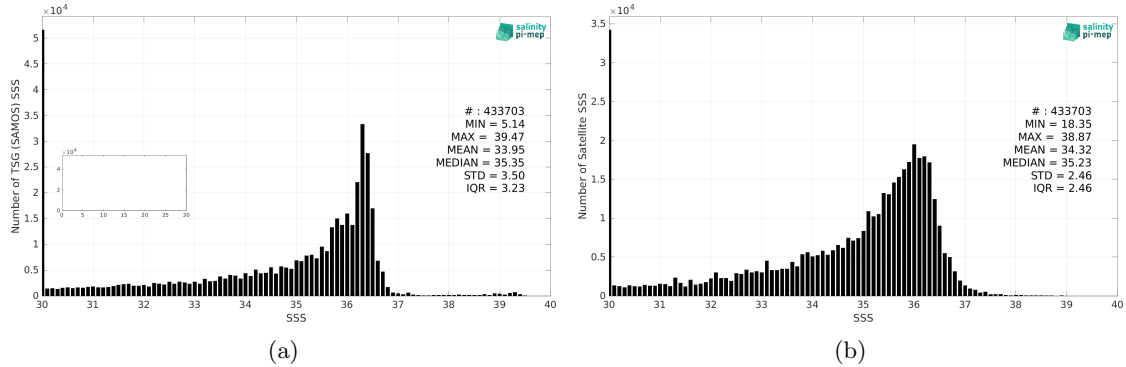 ×10⁴
salinity
pi-mep
# : 433703
MIN = 5.14
MAX = 39.47
MEAN = 33.95
MEDIAN = 35.35
STD = 3.50
IQR = 3.23
Number of TSG (SAMOS) SSS
5
4.5
4
3.5
3
2.5
2
1.5
1
0.5
0
×10⁴
4
2
0
0 5 10 15 20 25 30
30 31 32 33 34 35 36 37 38 39 40
SSS
(a)
×10⁴
salinity
pi-mep
# : 433703
MIN = 18.35
MAX = 38.87
MEAN = 34.32
MEDIAN = 35.23
STD = 2.46
IQR = 2.46
Number of Satellite SSS
3.5
3
2.5
2
1.5
1
0.5
0
30 31 32 33 34 35 36 37 38 39 40
SSS
(b)